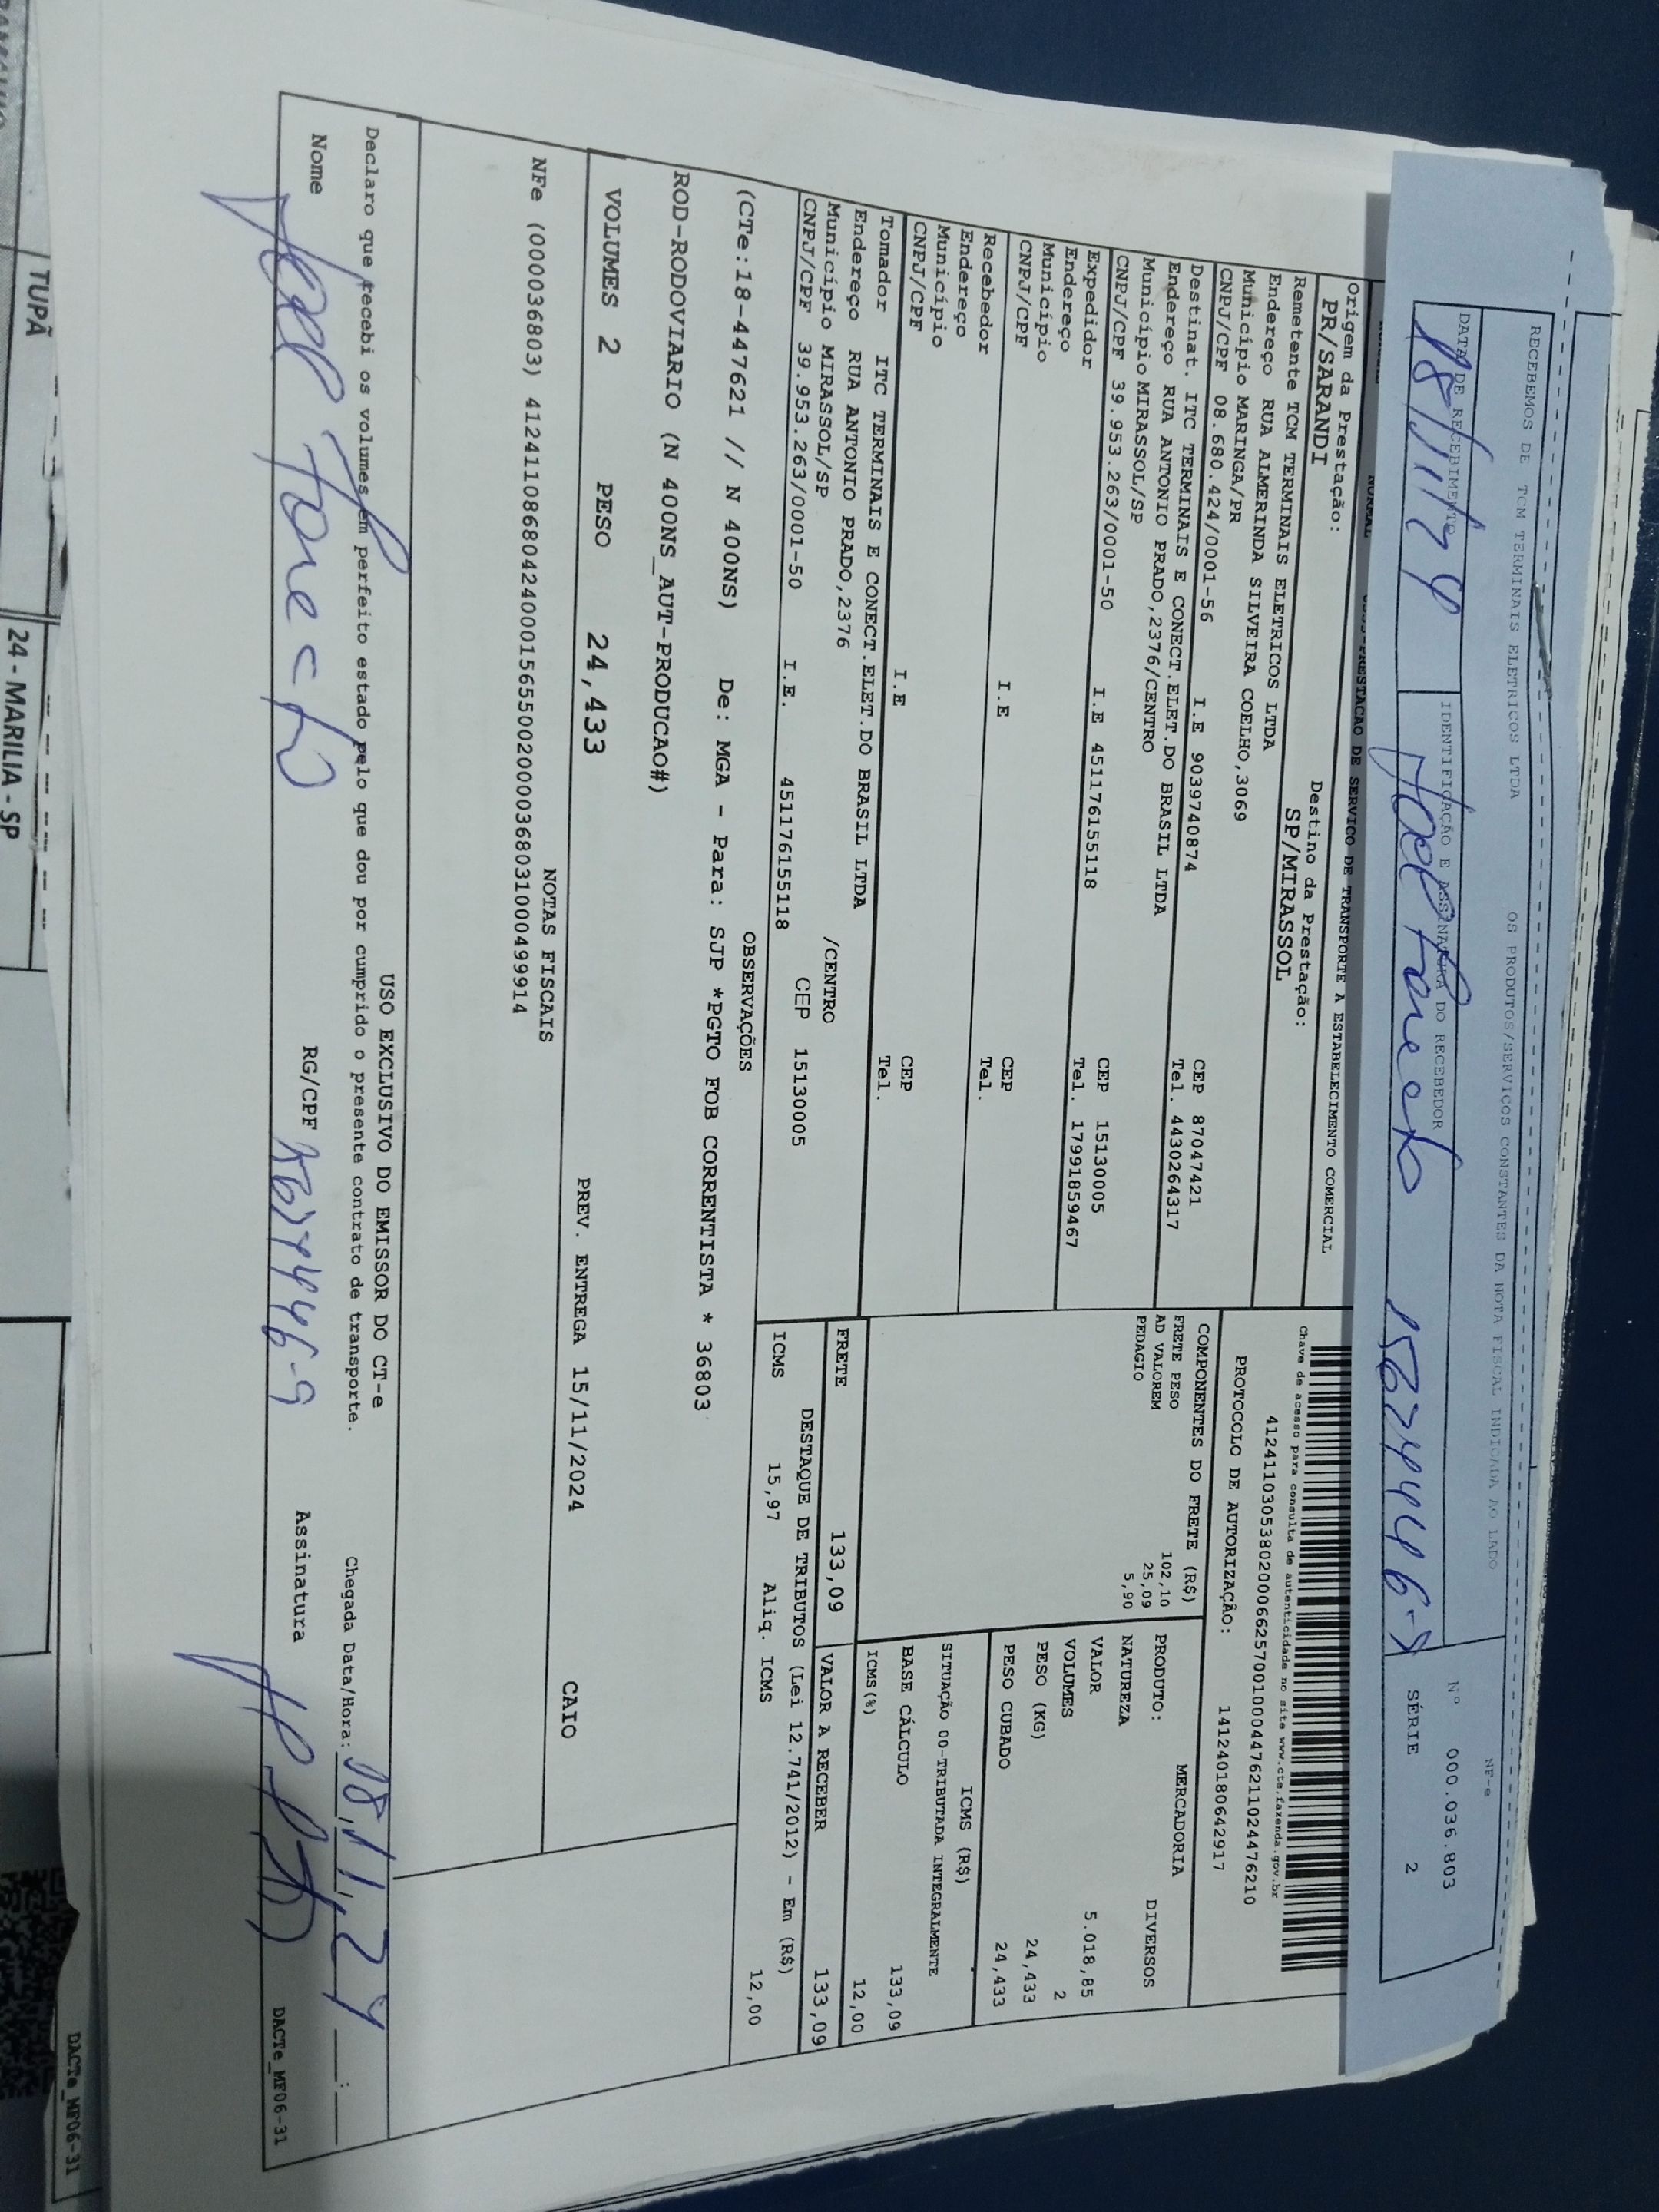 RECEBEMOS DE TCM TERMINAIS ELETRICOS LTDA OS PRODUTOS/SERVICOS CONSTANTES DA NOTA FISCAL INDICADA AO LADO
NF-e
DATA DE RECEBIMENTO IDENTIFICAÇÃO E ASSINATURA DO RECEBEDOR
Nº 000.036.803
SÉRIE 2
PRESTACAO DE SERVICO DE TRANSPORTE A ESTABELECIMENTO COMERCIAL
Origem da Prestação: Destino da Prestação:
PR/SARANDI SP/MIRASSOL
Chave de acesso para consulta de autenticidade no site www.cte.fazenda.gov.br
41241103053802000662570010004476211024476210
PROTOCOLO DE AUTORIZAÇÃO: 141240180642917
Remetente TCM TERMINAIS ELETRICOS LTDA
Endereço RUA ALMERINDA SILVEIRA COELHO,3069
Município MARINGA/PR CEP 87047421
CNPJ/CPF 08.680.424/0001-56 I.E 9039740874 Tel. 4430264317
Destinat. ITC TERMINAIS E CONECT.ELET.DO BRASIL LTDA
Endereço RUA ANTONIO PRADO,2376/CENTRO
Município MIRASSOL/SP CEP 15130005
CNPJ/CPF 39.953.263/0001-50 I.E 451176155118 Tel. 17991859467
Expedidor
Endereço
Município CEP
CNPJ/CPF I.E Tel.
Recebedor
Endereço
Município CEP
CNPJ/CPF I.E Tel.
Tomador ITC TERMINAIS E CONECT.ELET.DO BRASIL LTDA
Endereço RUA ANTONIO PRADO,2376 /CENTRO
Município MIRASSOL/SP CEP 15130005
CNPJ/CPF 39.953.263/0001-50 I.E. 451176155118
COMPONENTES DO FRETE (R$)
FRETE PESO 102,10
AD VALOREM 25,09
PEDAGIO 5,90
MERCADORIA
PRODUTO: DIVERSOS
NATUREZA
VALOR 5.018,85
VOLUMES 2
PESO (KG) 24,433
PESO CUBADO 24,433
ICMS (R$)
SITUAÇÃO 00-TRIBUTADA INTEGRALMENTE
BASE CÁLCULO 133,09
ICMS(%) 12,00
FRETE 133,09 VALOR A RECEBER 133,09
DESTAQUE DE TRIBUTOS (Lei 12.741/2012) - Em (R$)
ICMS 15,97 Aliq. ICMS 12,00
OBSERVAÇÕES
(CTe:18-447621 // N 400NS) De: MGA - Para: SJP *PGTO FOB CORRENTISTA * 36803
ROD-RODOVIARIO (N 400NS_AUT-PRODUCAO#)
VOLUMES 2 PESO 24,433 PREV. ENTREGA 15/11/2024 CAIO
NOTAS FISCAIS
NFe (000036803) 41241108680424000156550020000368031000499914
USO EXCLUSIVO DO EMISSOR DO CT-e
Declaro que recebi os volumes em perfeito estado pelo que dou por cumprido o presente contrato de transporte. Chegada Data/Hora:
Nome RG/CPF Assinatura
DACTe_MF06-31
TUPÃ
24 - MARILIA - SP
DACTe_MF06-31